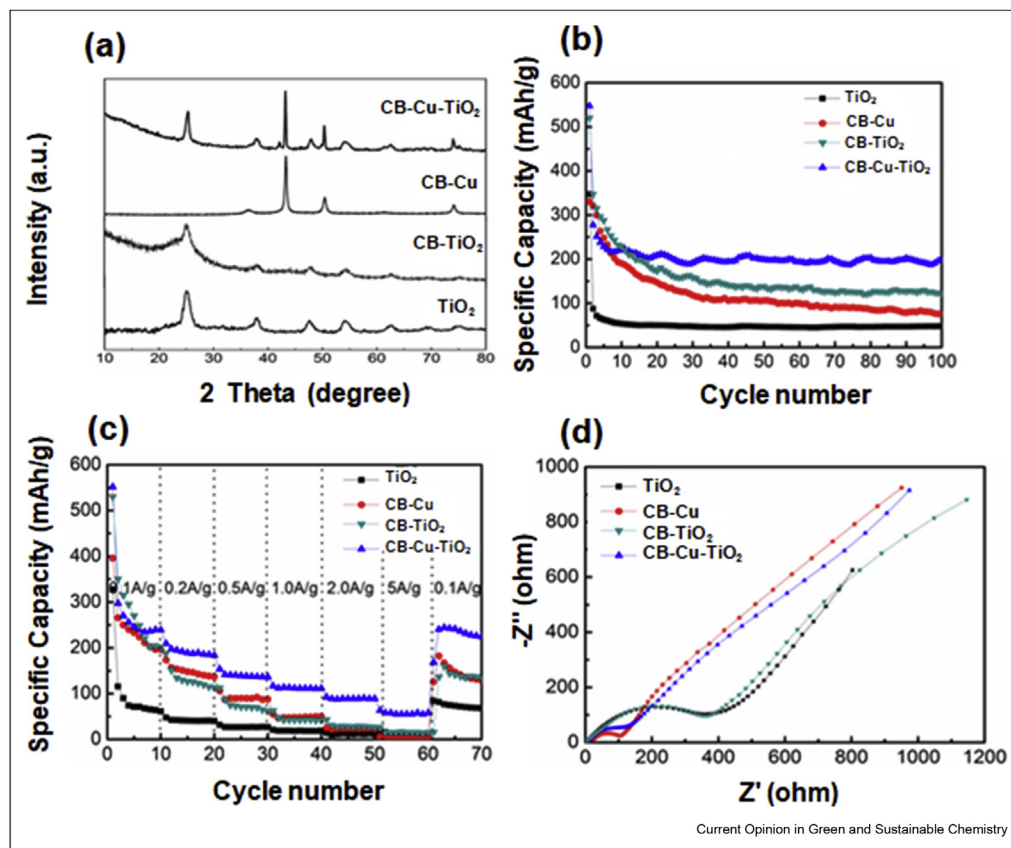 (a)
CB-Cu-TiO₂
CB-Cu
CB-TiO₂
TiO₂
Intensity (a.u.)
10 20 30 40 50 60 70 80
2 Theta (degree)
(b)
600
500
400
300
200
100
0
TiO₂
CB-Cu
CB-TiO₂
CB-Cu-TiO₂
Specific Capacity (mAh/g)
0 10 20 30 40 50 60 70 80 90 100
Cycle number
(c)
600
500
400
300
200
100
0
TiO₂
CB-Cu
CB-TiO₂
CB-Cu-TiO₂
1A/g 0.2A/g 0.5A/g 1.0A/g 2.0A/g 5A/g 0.1A/g
Specific Capacity (mAh/g)
0 10 20 30 40 50 60 70
Cycle number
(d)
1000
800
600
400
200
0
TiO₂
CB-Cu
CB-TiO₂
CB-Cu-TiO₂
-Z'' (ohm)
0 200 400 600 800 1000 1200
Z' (ohm)
Current Opinion in Green and Sustainable Chemistry